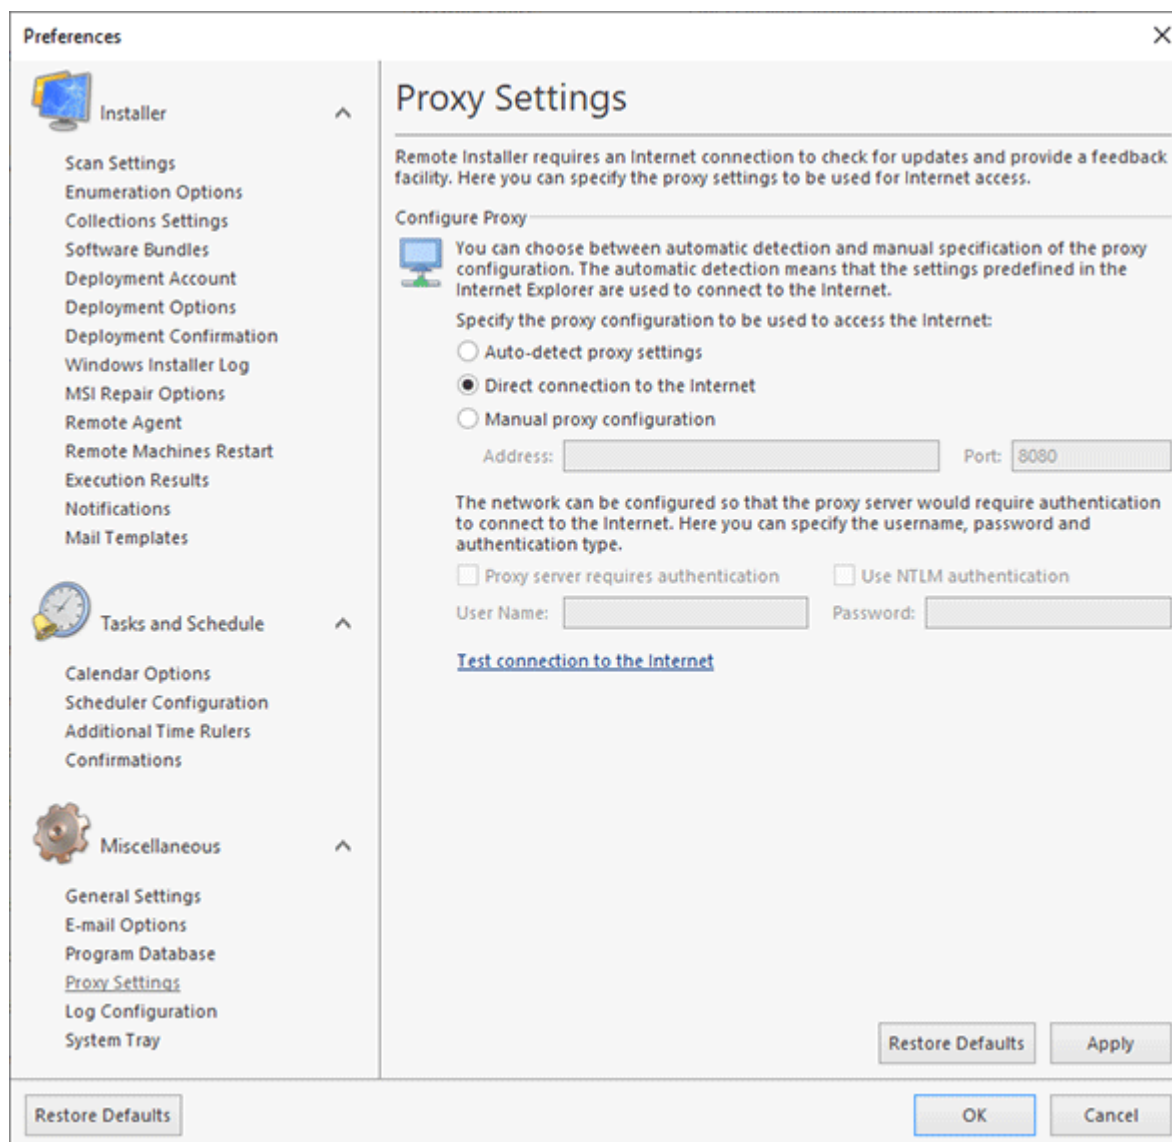 Preferences
Installer
Scan Settings
Enumeration Options
Collections Settings
Software Bundles
Deployment Account
Deployment Options
Deployment Confirmation
Windows Installer Log
MSI Repair Options
Remote Agent
Remote Machines Restart
Execution Results
Notifications
Mail Templates
Tasks and Schedule
Calendar Options
Scheduler Configuration
Additional Time Rulers
Confirmations
Miscellaneous
General Settings
E-mail Options
Program Database
Proxy Settings
Log Configuration
System Tray
Proxy Settings
Remote Installer requires an Internet connection to check for updates and provide a feedback
facility. Here you can specify the proxy settings to be used for Internet access.
Configure Proxy
You can choose between automatic detection and manual specification of the proxy
configuration. The automatic detection means that the settings predefined in the
Internet Explorer are used to connect to the Internet.
Specify the proxy configuration to be used to access the Internet:
Auto-detect proxy settings
Direct connection to the Internet
Manual proxy configuration
Address: Port: 8080
The network can be configured so that the proxy server would require authentication
to connect to the Internet. Here you can specify the username, password and
authentication type.
Proxy server requires authentication Use NTLM authentication
User Name: Password:
Test connection to the Internet
Restore Defaults Apply
Restore Defaults OK Cancel